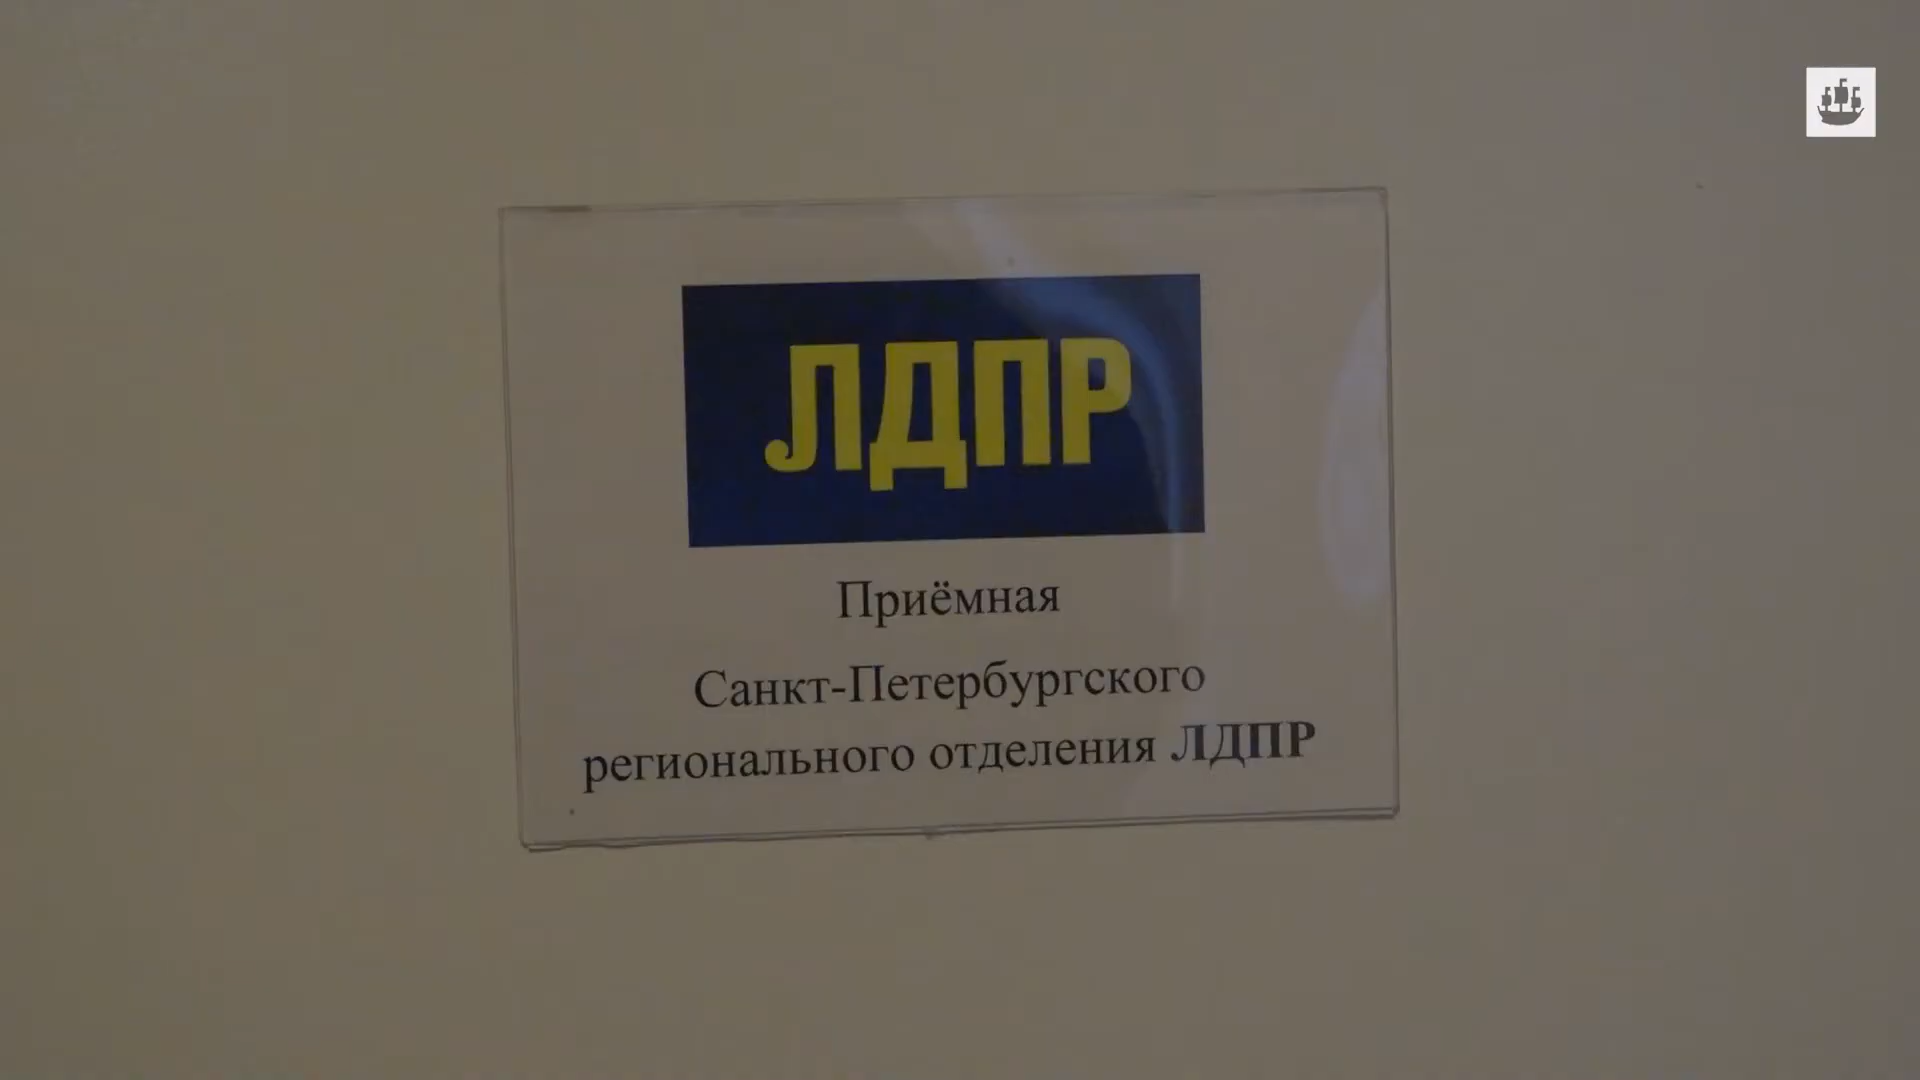 ЛДПР
Приёмная
Санкт-Петербургского
регионального отделения ЛДПР